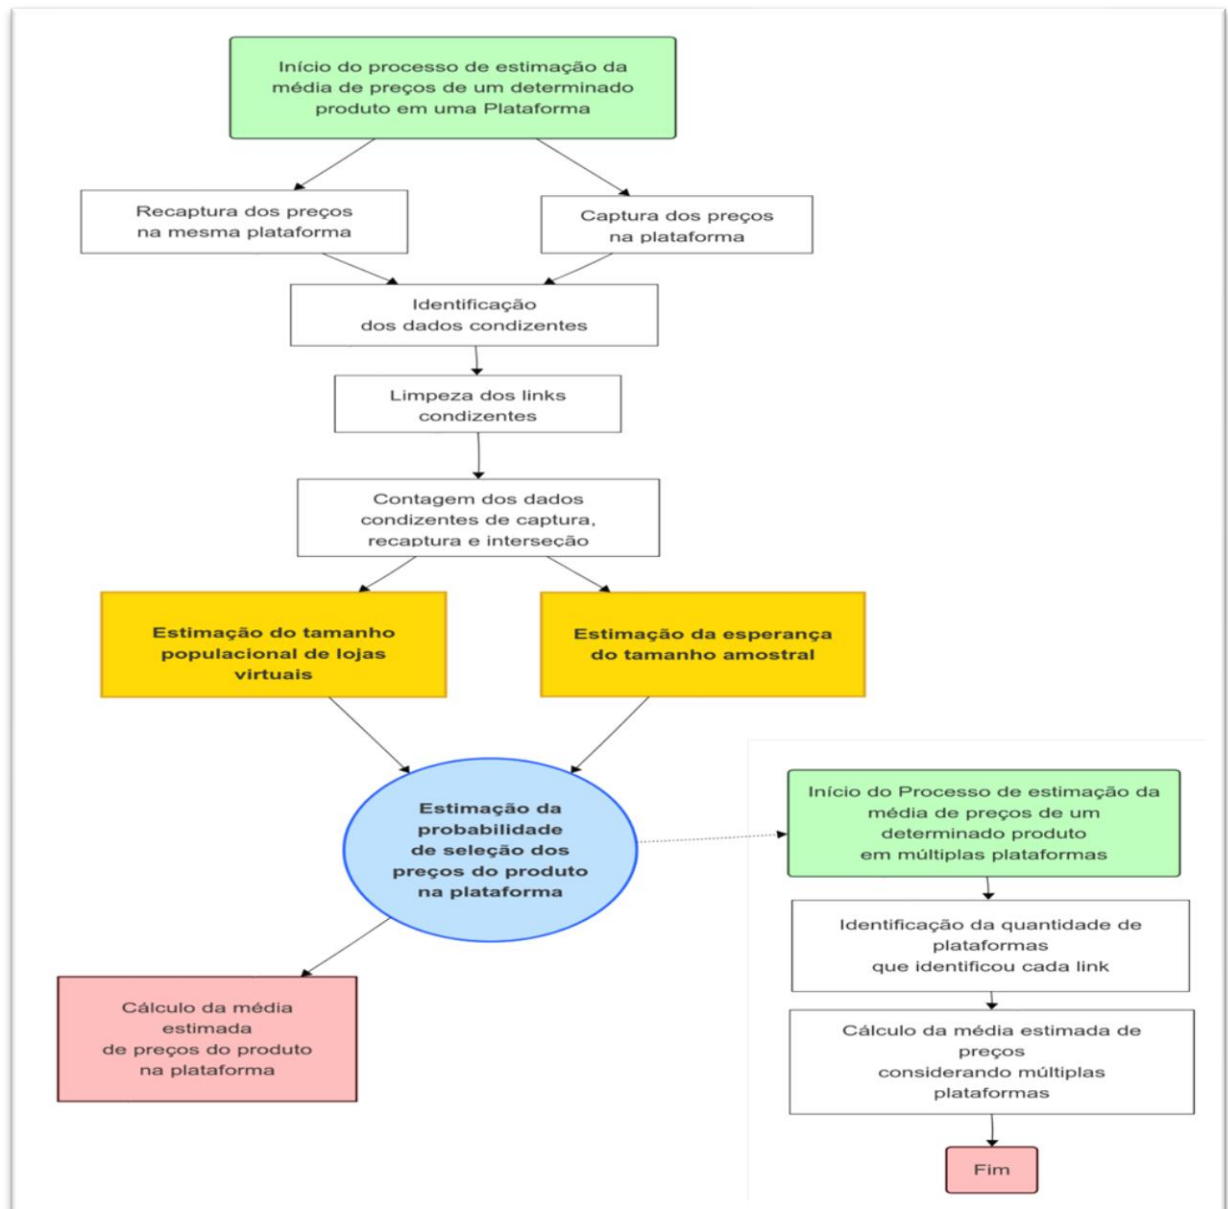 Início do processo de estimação da
média de preços de um determinado
produto em uma Plataforma
Recaptura dos preços
na mesma plataforma
Captura dos preços
na plataforma
Identificação
dos dados condizentes
Limpeza dos links
condizentes
Contagem dos dados
condizentes de captura,
recaptura e interseção
Estimação do tamanho
populacional de lojas
virtuais
Estimação da esperança
do tamanho amostral
Estimação da
probabilidade
de seleção dos
preços do produto
na plataforma
Cálculo da média
estimada
de preços do produto
na plataforma
Início do Processo de estimação da
média de preços de um
determinado produto
em múltiplas plataformas
Identificação da quantidade de
plataformas
que identificou cada link
Cálculo da média estimada de
preços
considerando múltiplas
plataformas
Fim